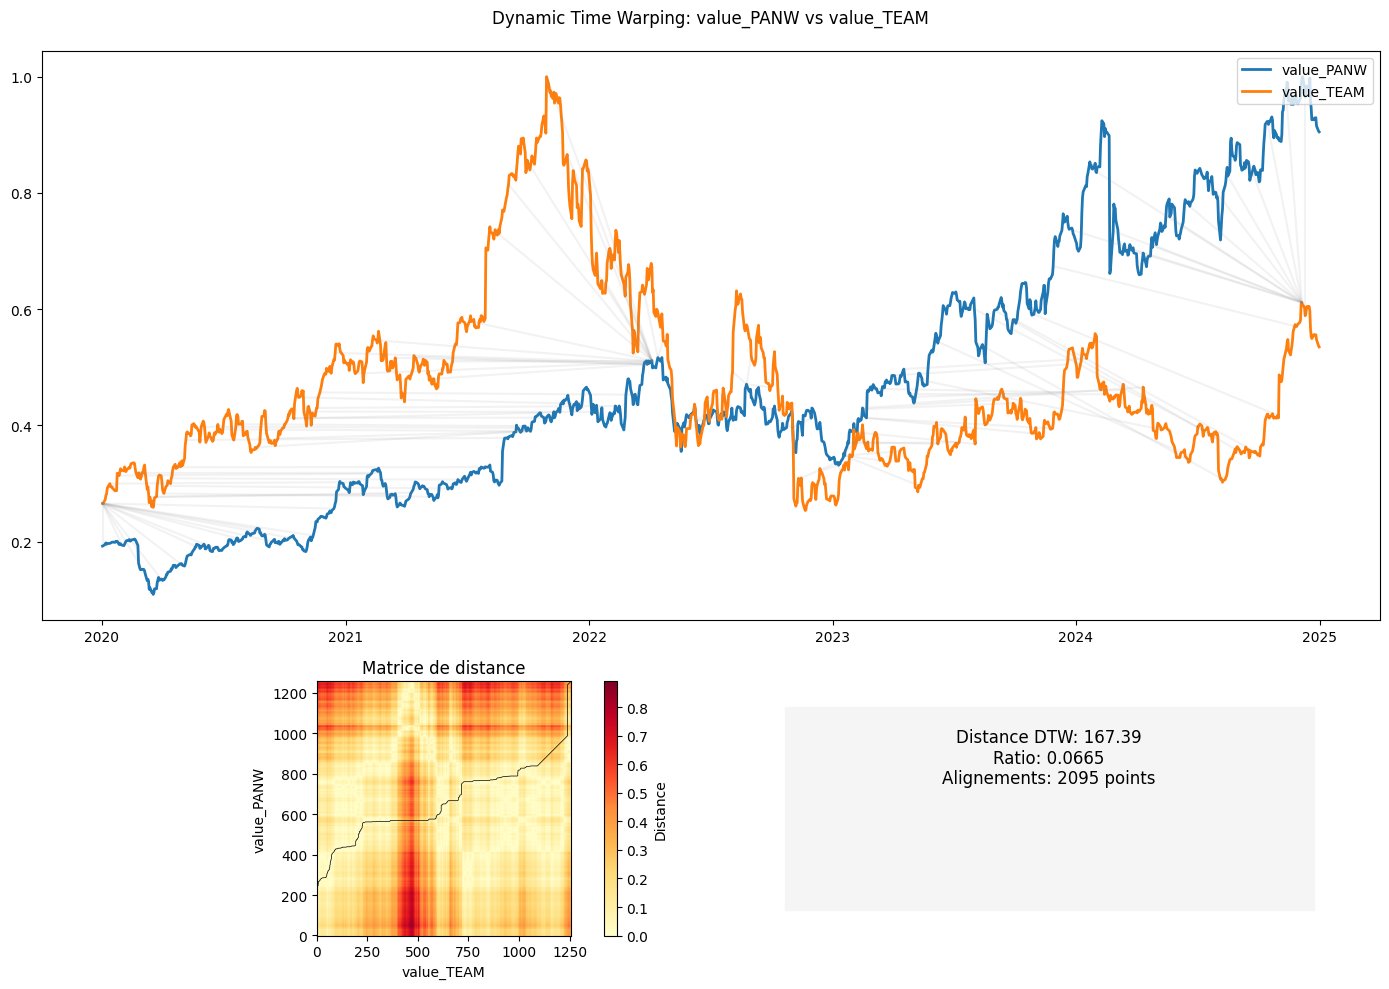 Dynamic Time Warping: value_PANW vs value_TEAM
1.0
0.8
0.6
0.4
0.2
value_PANW
value_TEAM
2020 2021 2022 2023 2024 2025
Matrice de distance
value_PANW
1200
1000
800
600
400
200
0
0 250 500 750 1000 1250
value_TEAM
0.8
0.7
0.6
0.5
0.4
0.3
0.2
0.1
0.0
Distance
Distance DTW: 167.39
Ratio: 0.0665
Alignements: 2095 points